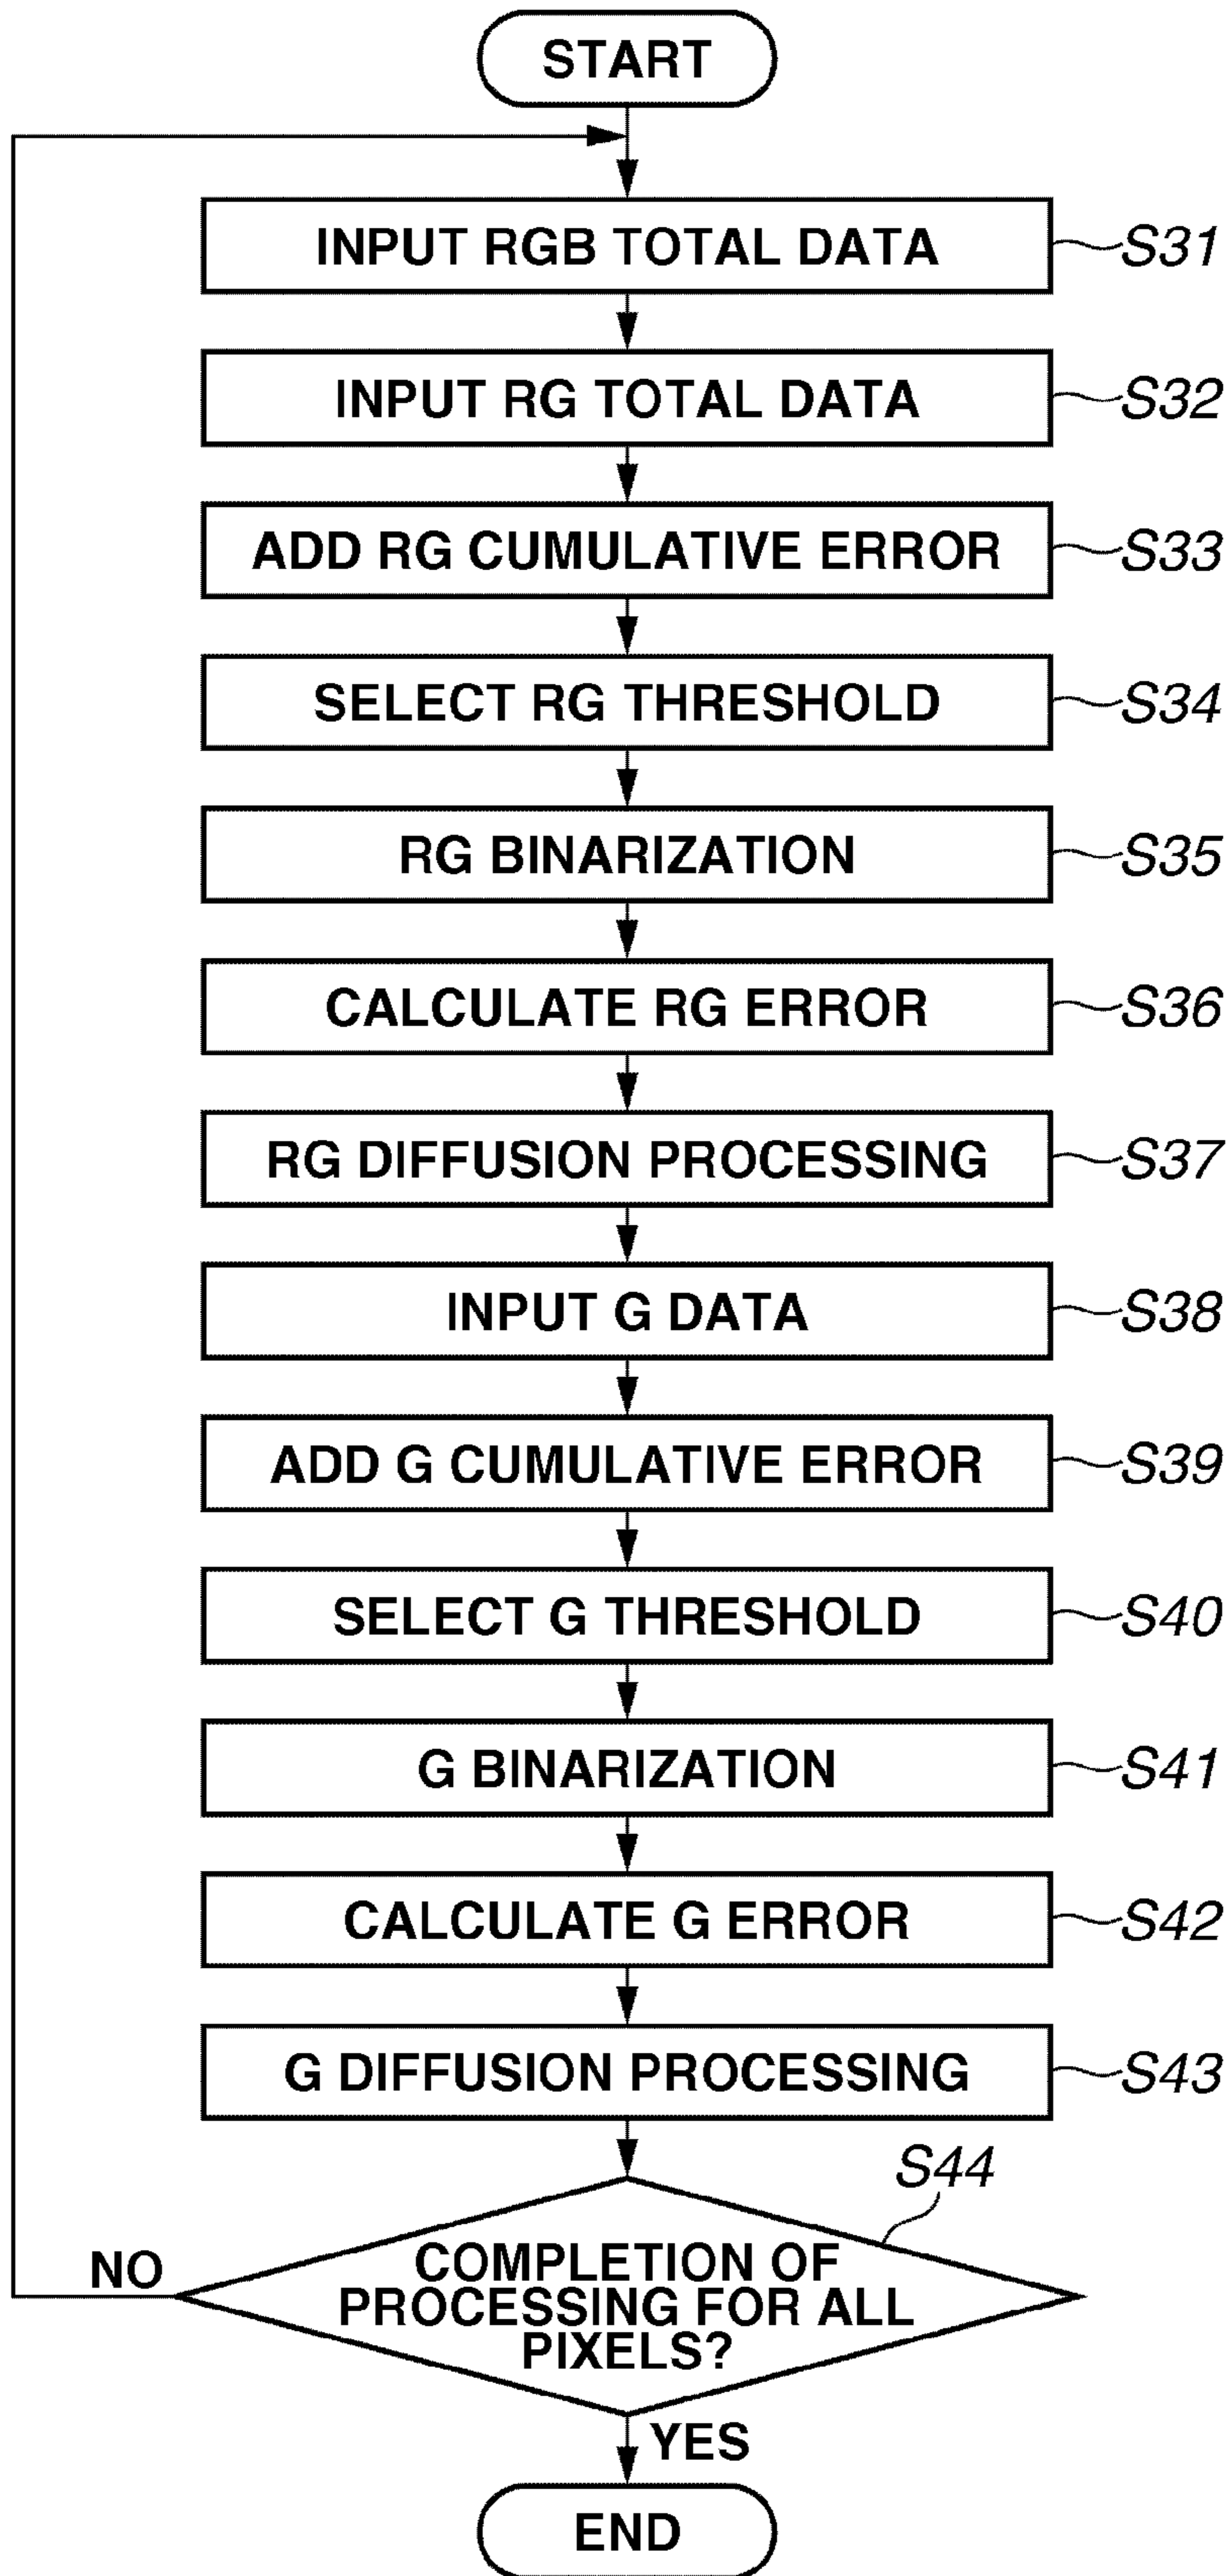 START
INPUT RGB TOTAL DATA
S31
INPUT RG TOTAL DATA
S32
ADD RG CUMULATIVE ERROR
S33
SELECT RG THRESHOLD
S34
RG BINARIZATION
S35
CALCULATE RG ERROR
S36
RG DIFFUSION PROCESSING
S37
INPUT G DATA
S38
ADD G CUMULATIVE ERROR
S39
SELECT G THRESHOLD
S40
G BINARIZATION
S41
CALCULATE G ERROR
S42
G DIFFUSION PROCESSING
S43
S44
COMPLETION OF
PROCESSING FOR ALL
PIXELS?
NO
YES
END